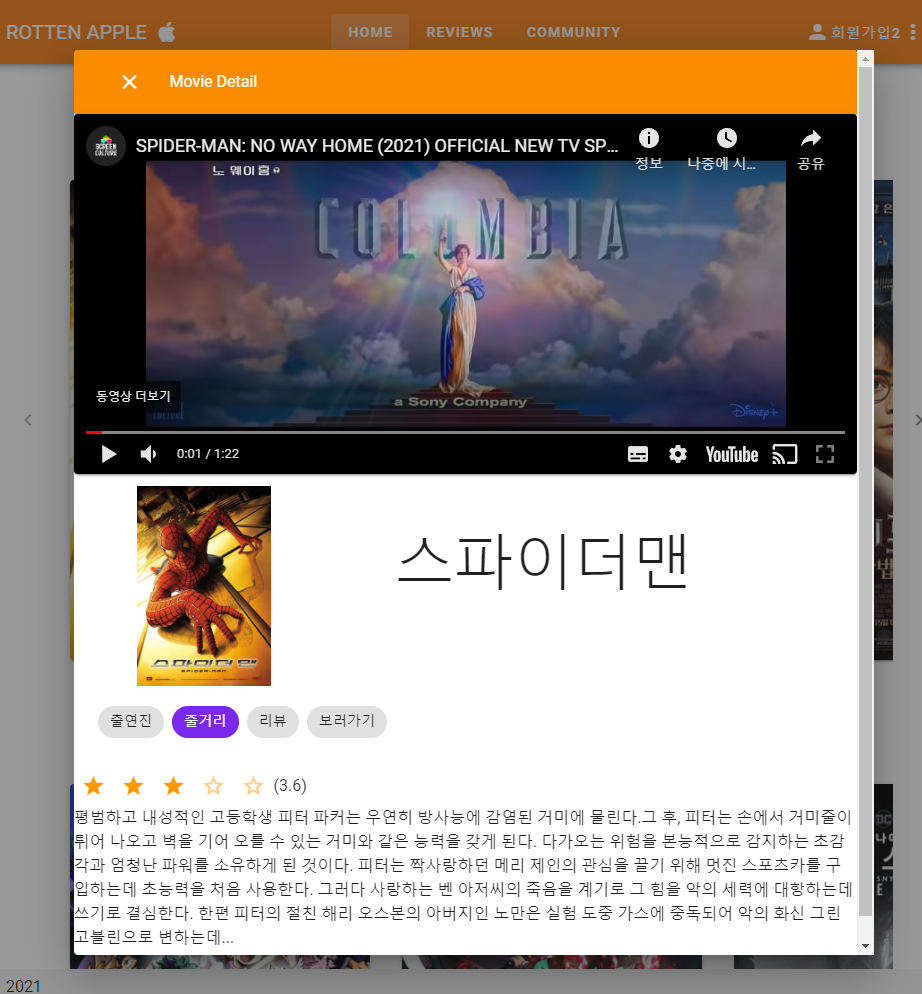 ROTTEN APPLE
HOME REVIEWS COMMUNITY
회원가입2
Movie Detail
SCREEN CULTURE
SPIDER-MAN: NO WAY HOME (2021) OFFICIAL NEW TV SP...
정보 나중에 시... 공유
노 웨이 홈
COLUMBIA
동영상 더보기
CULTURE
a Sony Company
Disney+
0:01 / 1:22
YouTube
스파이더맨
스파이더맨
출연진 줄거리 리뷰 보러가기
(3.6)
평범하고 내성적인 고등학생 피터 파커는 우연히 방사능에 감염된 거미에 물린다.그 후, 피터는 손에서 거미줄이
튀어 나오고 벽을 기어 오를 수 있는 거미와 같은 능력을 갖게 된다. 다가오는 위험을 본능적으로 감지하는 초감
각과 엄청난 파워를 소유하게 된 것이다. 피터는 짝사랑하던 메리 제인의 관심을 끌기 위해 멋진 스포츠카를 구
입하는데 초능력을 처음 사용한다. 그러다 사랑하는 벤 아저씨의 죽음을 계기로 그 힘을 악의 세력에 대항하는데
쓰기로 결심한다. 한편 피터의 절친 해리 오스본의 아버지인 노만은 실험 도중 가스에 중독되어 악의 화신 그린
고블린으로 변하는데...
2021